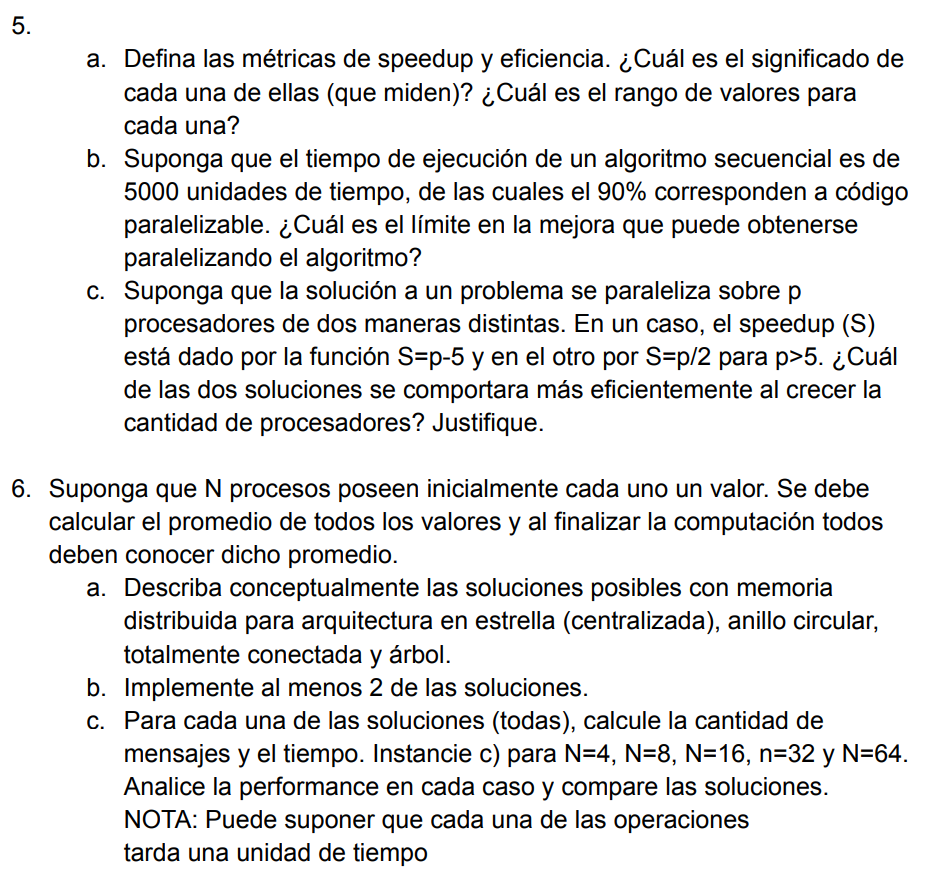 5.
a. Defina las métricas de speedup y eficiencia. ¿Cuál es el significado de
cada una de ellas (que miden)? ¿Cuál es el rango de valores para
cada una?
b. Suponga que el tiempo de ejecución de un algoritmo secuencial es de
5000 unidades de tiempo, de las cuales el 90% corresponden a código
paralelizable. ¿Cuál es el límite en la mejora que puede obtenerse
paralelizando el algoritmo?
c. Suponga que la solución a un problema se paraleliza sobre p
procesadores de dos maneras distintas. En un caso, el speedup (S)
está dado por la función S=p-5 y en el otro por S=p/2 para p>5. ¿Cuál
de las dos soluciones se comportara más eficientemente al crecer la
cantidad de procesadores? Justifique.
6. Suponga que N procesos poseen inicialmente cada uno un valor. Se debe
calcular el promedio de todos los valores y al finalizar la computación todos
deben conocer dicho promedio.
a. Describa conceptualmente las soluciones posibles con memoria
distribuida para arquitectura en estrella (centralizada), anillo circular,
totalmente conectada y árbol.
b. Implemente al menos 2 de las soluciones.
c. Para cada una de las soluciones (todas), calcule la cantidad de
mensajes y el tiempo. Instancie c) para N=4, N=8, N=16, n=32 y N=64.
Analice la performance en cada caso y compare las soluciones.
NOTA: Puede suponer que cada una de las operaciones
tarda una unidad de tiempo